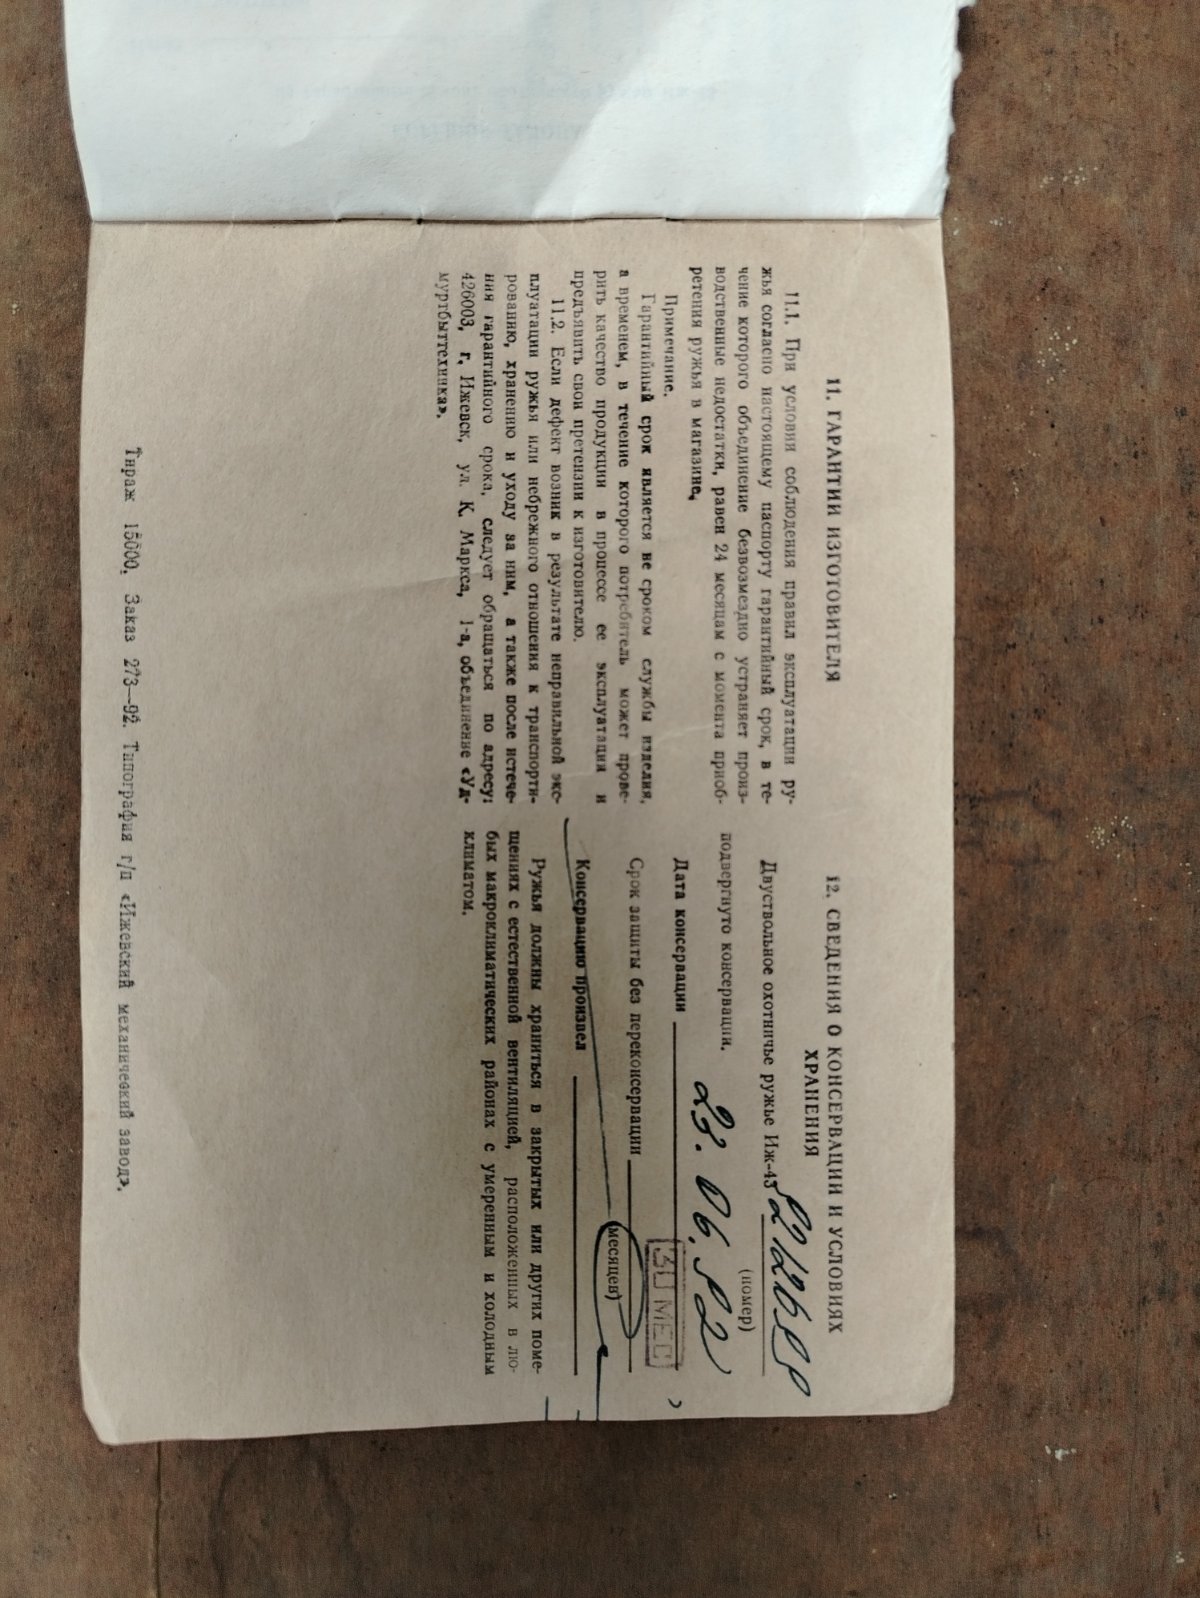 11. ГАРАНТИИ ИЗГОТОВИТЕЛЯ
11.1. При условии соблюдения правил эксплуатации ру-
жья согласно настоящему паспорту гарантийный срок, в те-
чение которого объединение безвозмездно устраняет произ-
водственные недостатки, равен 24 месяцам с момента приоб-
ретения ружья в магазине.
Примечание.
Гарантийный срок является не сроком службы изделия,
а временем, в течение которого потребитель может прове-
рить качество продукции в процессе ее эксплуатации и
предъявить свои претензии к изготовителю.
11.2. Если дефект возник в результате неправильной экс-
плуатации ружья или небрежного отношения к транспорти-
рованию, хранению и уходу за ним, а также после истече-
ния гарантийного срока, следует обращаться по адресу:
426003, г. Ижевск, ул. К. Маркса, 1-а, объединение «Уд-
муртбыттехника».
12. СВЕДЕНИЯ О КОНСЕРВАЦИИ И УСЛОВИЯХ
ХРАНЕНИЯ
Двуствольное охотничье ружье Иж-43
(номер)
подвергнуто консервации.
Дата консервации 23.06.92
30 МЕС
Срок защиты без переконсервации
(месяцев)
Консервацию произвел
Ружья должны храниться в закрытых или других поме-
щениях с естественной вентиляцией, расположенных в лю-
бых макроклиматических районах с умеренным и холодным
климатом.
Тираж 15000. Заказ 273—92. Типография г/п «Ижевский механический завод».